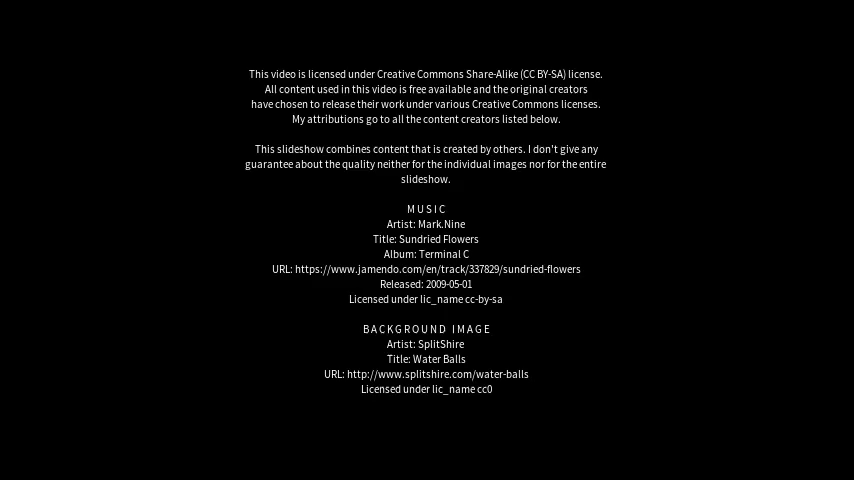 This video is licensed under Creative Commons Share-Alike (CC BY-SA) license.
All content used in this video is free available and the original creators
have chosen to release their work under various Creative Commons licenses.
My attributions go to all the content creators listed below.
This slideshow combines content that is created by others. I don't give any
guarantee about the quality neither for the individual images nor for the entire
slideshow.
MUSIC
Artist: Mark.Nine
Title: Sundried Flowers
Album: Terminal C
URL: https://www.jamendo.com/en/track/337829/sundried-flowers
Released: 2009-05-01
Licensed under lic_name cc-by-sa
BACKGROUND IMAGE
Artist: SplitShire
Title: Water Balls
URL: http://www.splitshire.com/water-balls
Licensed under lic_name cc0